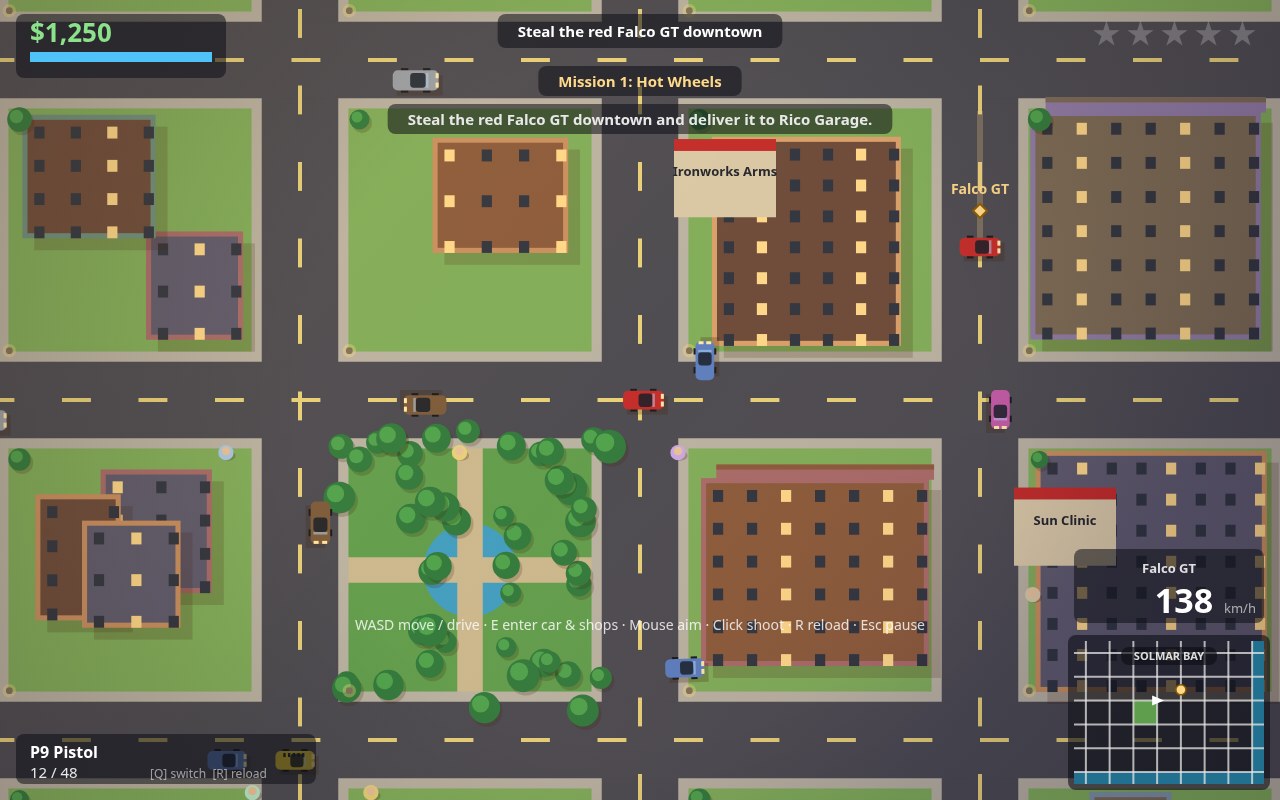 $1,250
Steal the red Falco GT downtown
Mission 1: Hot Wheels
Steal the red Falco GT downtown and deliver it to Rico Garage.
Ironworks Arms
Falco GT
Sun Clinic
Falco GT
138 km/h
WASD move / drive · E enter car & shops · Mouse aim · Click shoot · R reload · Esc pause
SOLMAR BAY
P9 Pistol
12 / 48
[Q] switch [R] reload